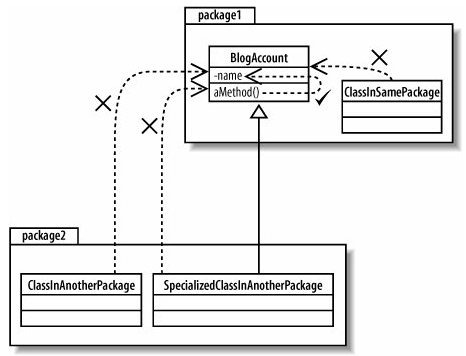 package1
BlogAccount
-name
aMethod()
ClassInSamePackage
package2
ClassInAnotherPackage
SpecializedClassInAnotherPackage